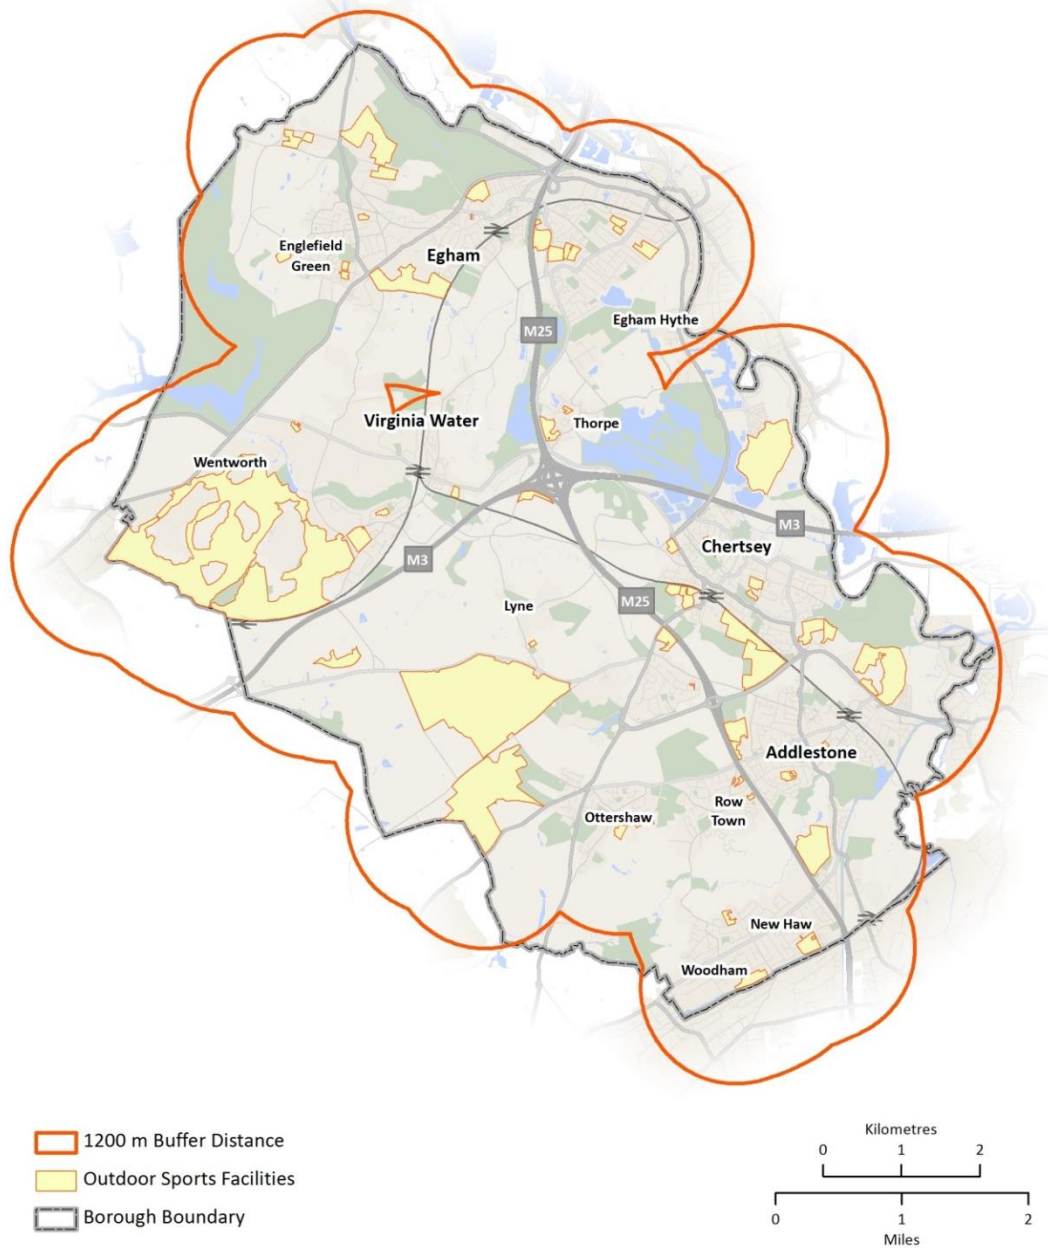 Englefield
Green
Egham
M25
Egham Hythe
Virginia Water
Thorpe
Wentworth
M3
Chertsey
M3
Lyne
M25
Addlestone
Row
Town
Ottershaw
New Haw
Woodham
1200 m Buffer Distance
Outdoor Sports Facilities
Borough Boundary
Kilometres
0 1 2
0 1 2
Miles